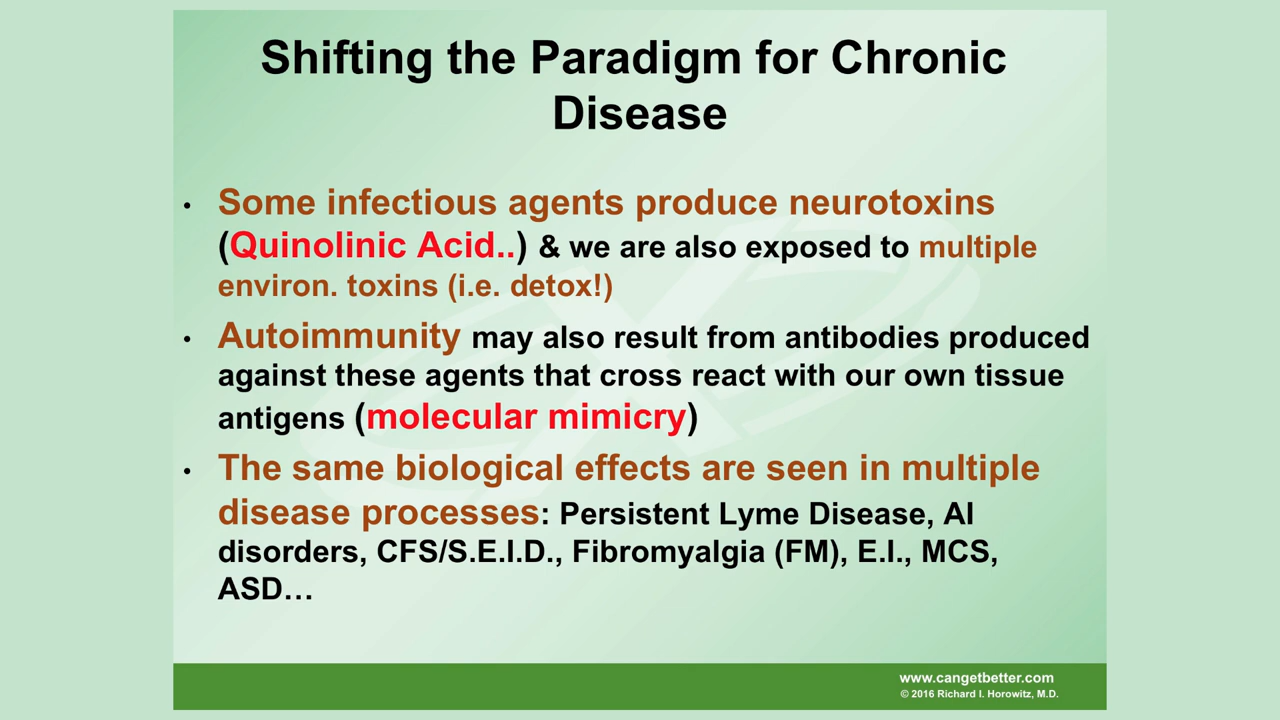 Shifting the Paradigm for Chronic
Disease
• Some infectious agents produce neurotoxins
(Quinolinic Acid..) & we are also exposed to multiple
environ. toxins (i.e. detox!)
• Autoimmunity may also result from antibodies produced
against these agents that cross react with our own tissue
antigens (molecular mimicry)
• The same biological effects are seen in multiple
disease processes: Persistent Lyme Disease, AI
disorders, CFS/S.E.I.D., Fibromyalgia (FM), E.I., MCS,
ASD…
www.cangetbetter.com
© 2016 Richard I. Horowitz, M.D.